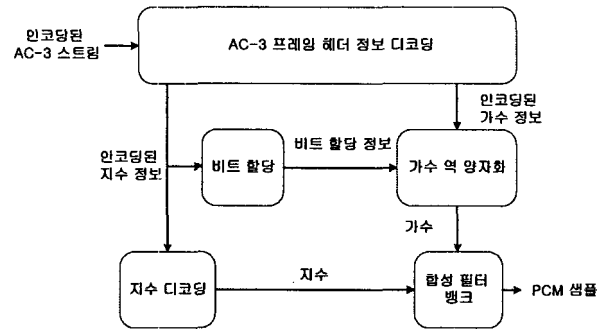 인코딩된
AC-3 스트림
AC-3 프레임 헤더 정보 디코딩
인코딩된
가수 정보
인코딩된
지수 정보
비트 할당
비트 할당 정보
가수 역 양자화
가수
지수 디코딩
지수
합성 필터
뱅크
PCM 샘플